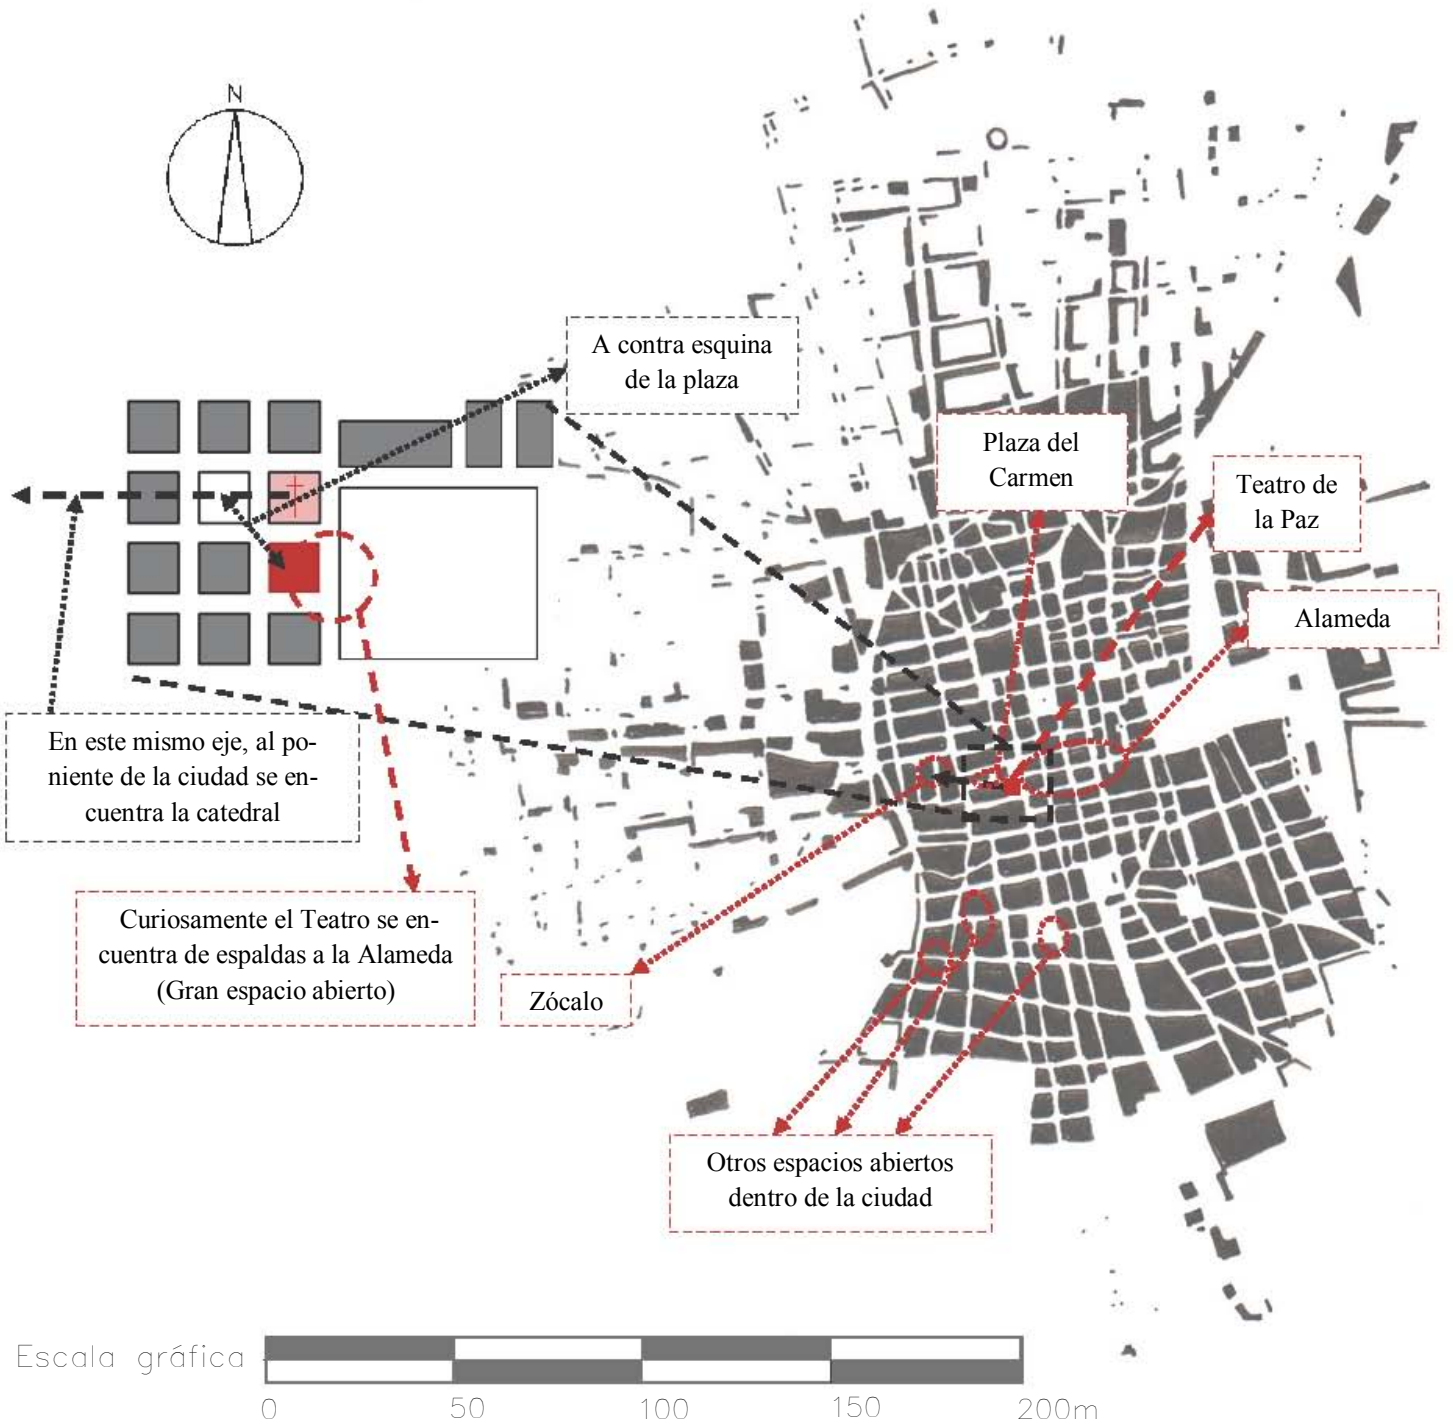 N
A contra esquina
de la plaza
Plaza del
Carmen
Teatro de
la Paz
Alameda
En este mismo eje, al po-
niente de la ciudad se en-
cuentra la catedral
Curiosamente el Teatro se en-
cuentra de espaldas a la Alameda
(Gran espacio abierto)
Zócalo
Otros espacios abiertos
dentro de la ciudad
Escala gráfica
0 50 100 150 200m